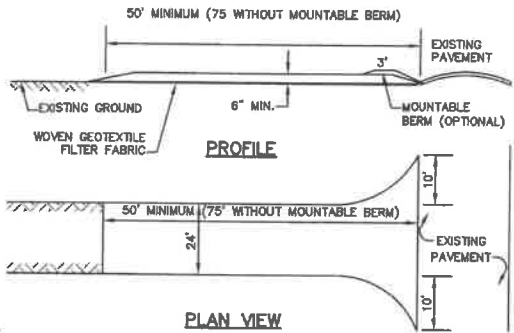 50' MINIMUM (75 WITHOUT MOUNTABLE BERM)
3'
EXISTING
PAVEMENT
EXISTING GROUND
6" MIN.
MOUNTABLE
BERM (OPTIONAL)
WOVEN GEOTEXTILE
FILTER FABRIC
PROFILE
10'
50' MINIMUM (75' WITHOUT MOUNTABLE BERM)
24'
EXISTING
PAVEMENT
10'
PLAN VIEW